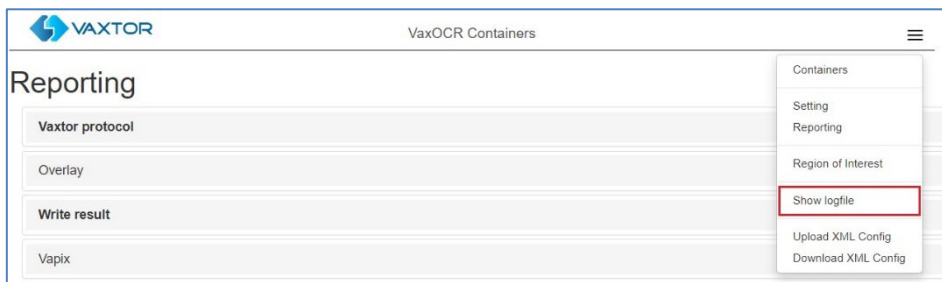 VAXTOR
VaxOCR Containers
Reporting
Vaxtor protocol
Overlay
Write result
Vapix
Containers
Setting
Reporting
Region of Interest
Show logfile
Upload XML Config
Download XML Config